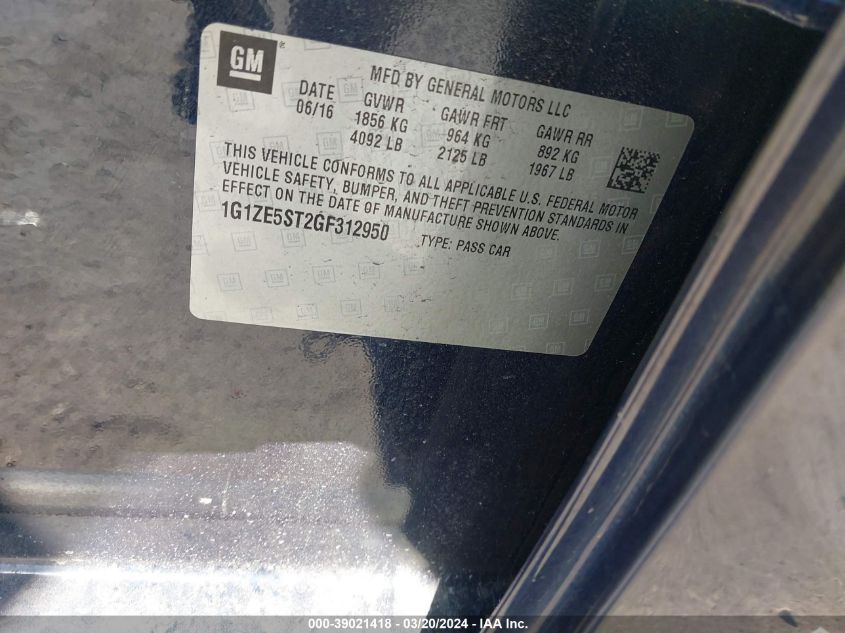 GM
®
MFD BY GENERAL MOTORS LLC
DATE GVWR GAWR FRT GAWR RR
06/16 1856 KG 964 KG 892 KG
4092 LB 2125 LB 1967 LB
THIS VEHICLE CONFORMS TO ALL APPLICABLE U.S. FEDERAL MOTOR
VEHICLE SAFETY, BUMPER, AND THEFT PREVENTION STANDARDS IN
EFFECT ON THE DATE OF MANUFACTURE SHOWN ABOVE.
1G1ZE5ST2GF312950 TYPE: PASS CAR
000-39021418 - 03/20/2024 - IAA Inc.